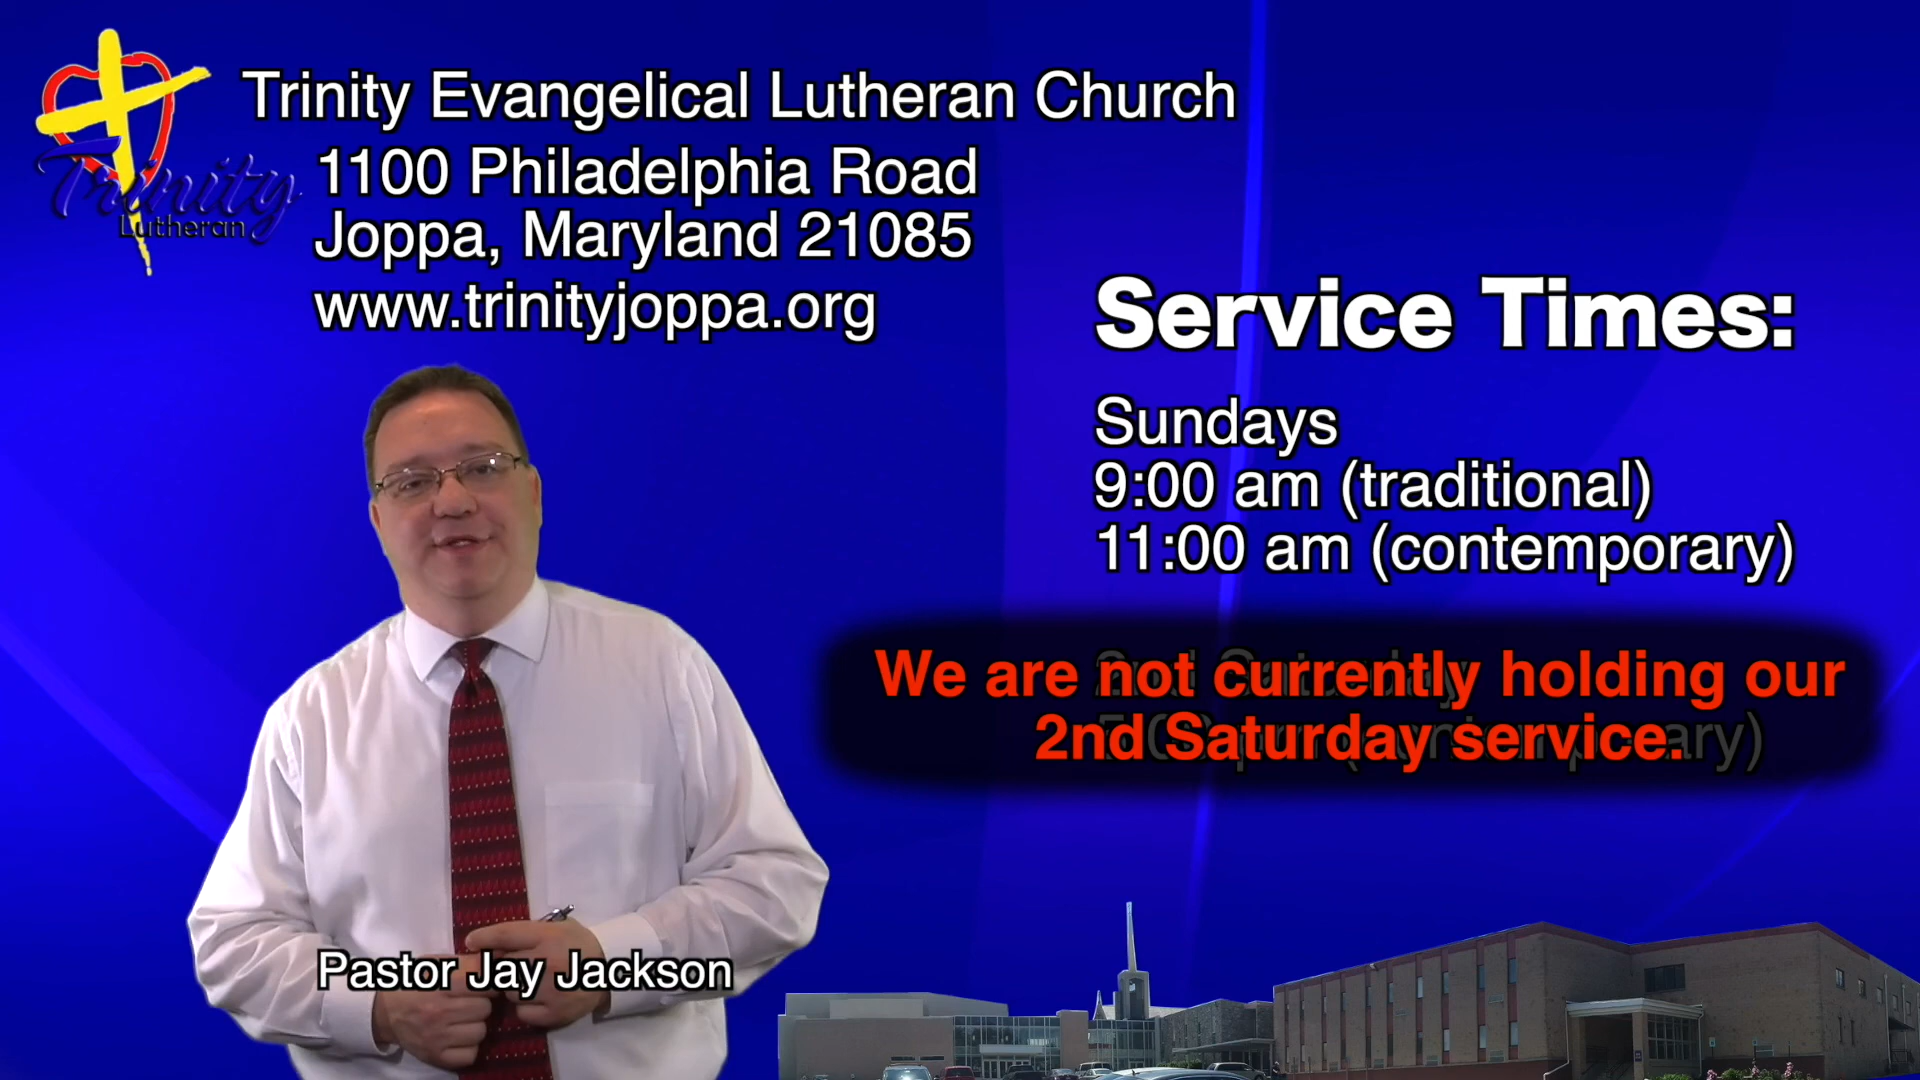 Trinity
Lutheran
Trinity Evangelical Lutheran Church
1100 Philadelphia Road
Joppa, Maryland 21085
www.trinityjoppa.org
Service Times:
Sundays
9:00 am (traditional)
11:00 am (contemporary)
We are not currently holding our
2nd Saturday service.
Pastor Jay Jackson